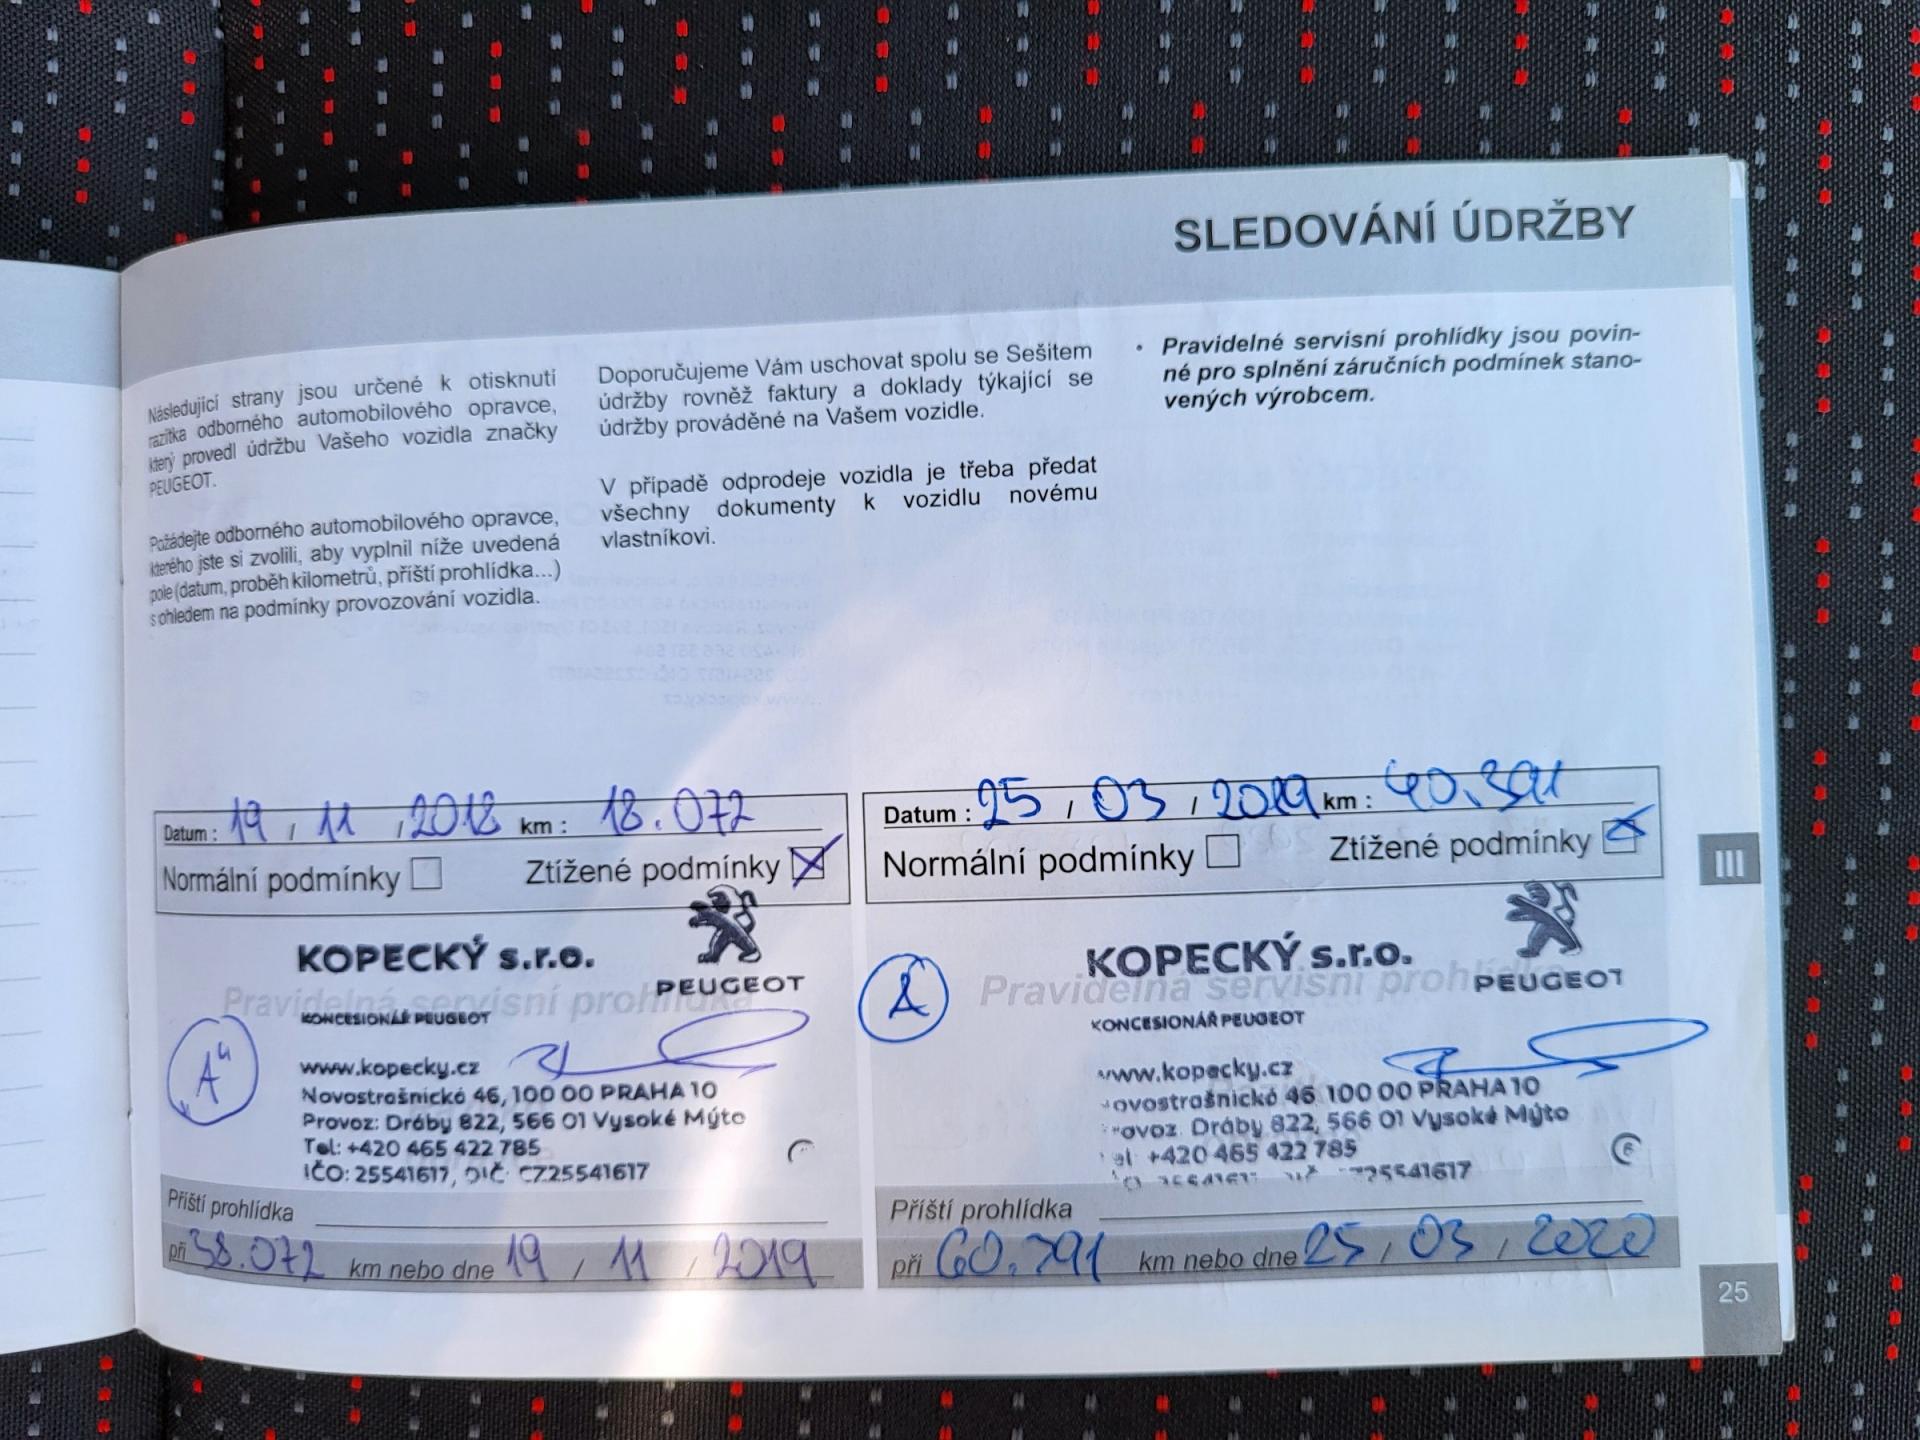 SLEDOVÁNÍ ÚDRŽBY
Následující strany jsou určené k otisknutí
razítka odborného automobilového opravce,
který provedl údržbu Vašeho vozidla značky
PEUGEOT.
Požádejte odborného automobilového opravce,
kterého jste si zvolili, aby vyplnil níže uvedená
pole (datum, proběh kilometrů, příští prohlídka...)
s ohledem na podmínky provozování vozidla.
Doporučujeme Vám uschovat spolu se Sešitem
údržby rovněž faktury a doklady týkající se
údržby prováděné na Vašem vozidle.
V případě odprodeje vozidla je třeba předat
všechny dokumenty k vozidlu novému
vlastníkovi.
• Pravidelné servisní prohlídky jsou povin-
né pro splnění záručních podmínek stano-
vených výrobcem.
Datum : 19 / 11 / 2018 km : 18.072
Normální podmínky Ztížené podmínky
KOPECKÝ s.r.o.
PEUGEOT
Pravidelná servisní prohlídka
KONCESIONÁŘ PEUGEOT
A
www.kopecky.cz
Novostrašnická 46, 100 00 PRAHA 10
Provoz: Dráby 822, 566 01 Vysoké Mýto
Tel: +420 465 422 785
IČO: 25541617, DIČ: CZ25541617
Příští prohlídka
při 38.072 km nebo dne 19 / 11 / 2019
Datum : 25 / 03 / 2019 km : 40.391
Normální podmínky Ztížené podmínky
KOPECKÝ s.r.o.
PEUGEOT
Pravidelná servisní prohlídka
KONCESIONÁŘ PEUGEOT
A
www.kopecky.cz
ovostrašnická 46 100 00 PRAHA 10
rovoz. Dráby 822, 566 01 Vysoké Mýto
el +420 465 422 785
25541617
6
Příští prohlídka
při 60.391 km nebo dne 25 / 03 / 2020
III
25